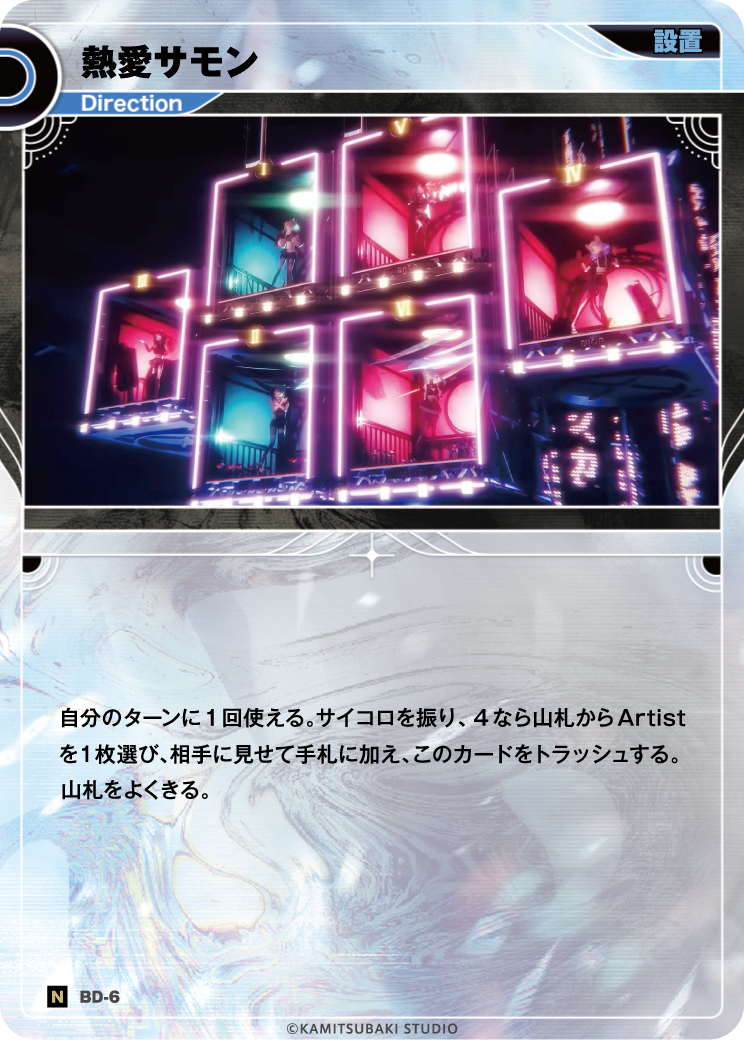 熱愛サモン
設置
Direction
V
I
IV
III
II
VI
自分のターンに1回使える。サイコロを振り、4なら山札からArtist
を1枚選び、相手に見せて手札に加え、このカードをトラッシュする。
山札をよくきる。
N BD-6
©KAMITSUBAKI STUDIO